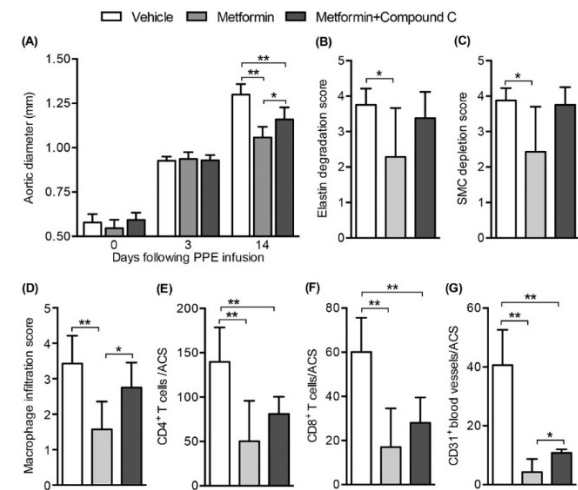 Vehicle Metformin Metformin+Compound C
(A)
Aortic diameter (mm)
1.50
1.25
1.00
0.75
0.50
** ** *
0 3 14
Days following PPE infusion
(B)
Elastin degradation score
5
4
3
2
1
0
*
(C)
SMC depletion score
5
4
3
2
1
0
*
(D)
Macrophage infiltration score
5
4
3
2
1
0
** *
(E)
CD4+ T cells /ACS
200
150
100
50
0
** **
(F)
CD8+ T cells/ACS
100
80
60
40
20
0
** **
(G)
CD31+ blood vessels/ACS
60
40
20
0
** ** *